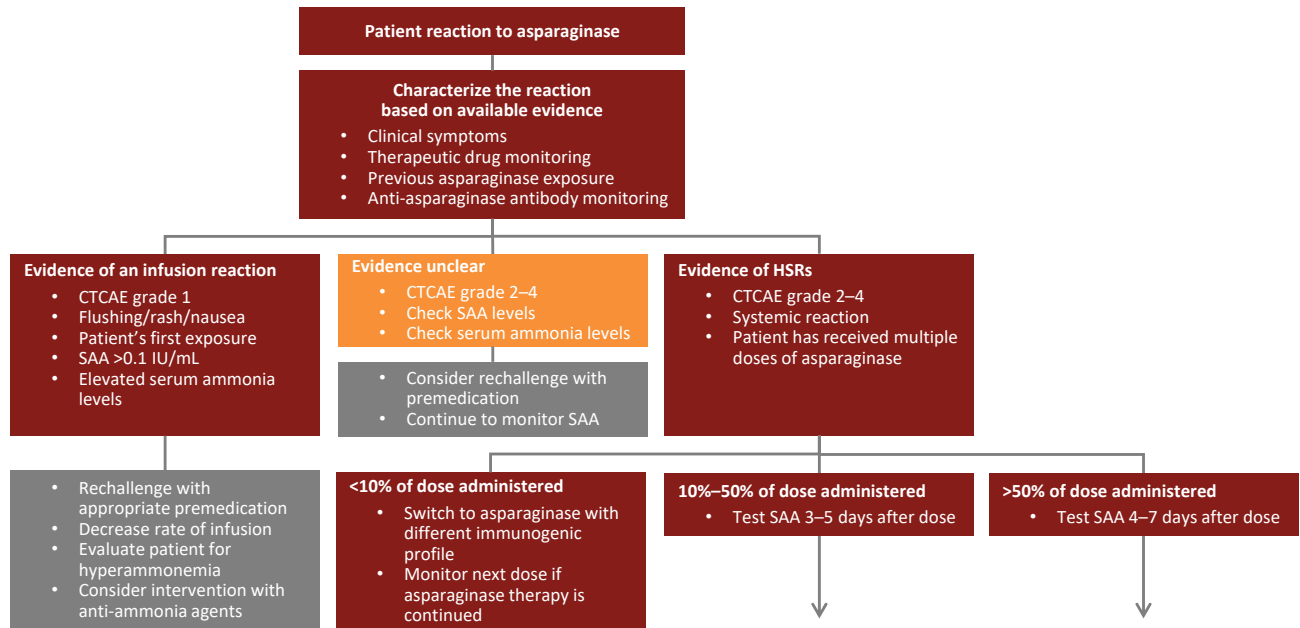 Patient reaction to asparaginase
Characterize the reaction
based on available evidence
• Clinical symptoms
• Therapeutic drug monitoring
• Previous asparaginase exposure
• Anti-asparaginase antibody monitoring
Evidence of an infusion reaction
• CTCAE grade 1
• Flushing/rash/nausea
• Patient's first exposure
• SAA >0.1 IU/mL
• Elevated serum ammonia
levels
Evidence unclear
• CTCAE grade 2–4
• Check SAA levels
• Check serum ammonia levels
• Consider rechallenge with
premedication
• Continue to monitor SAA
Evidence of HSRs
• CTCAE grade 2–4
• Systemic reaction
• Patient has received multiple
doses of asparaginase
• Rechallenge with
appropriate premedication
• Decrease rate of infusion
• Evaluate patient for
hyperammonemia
• Consider intervention with
anti-ammonia agents
<10% of dose administered
• Switch to asparaginase with
different immunogenic
profile
• Monitor next dose if
asparaginase therapy is
continued
10%–50% of dose administered
• Test SAA 3–5 days after dose
>50% of dose administered
• Test SAA 4–7 days after dose